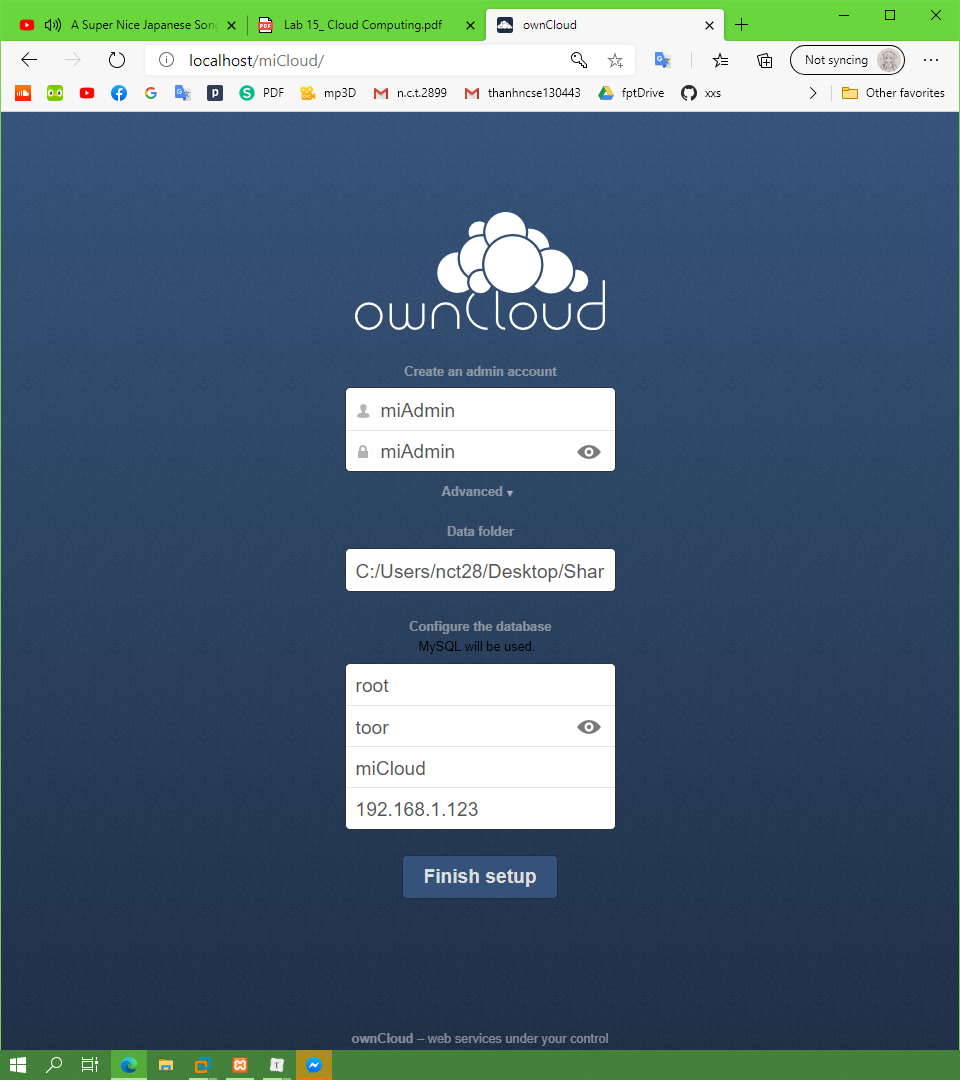 A Super Nice Japanese Song
Lab 15_ Cloud Computing.pdf
ownCloud
localhost/miCloud/
Not syncing
PDF
mp3D
n.c.t.2899
thanhncse130443
fptDrive
xxs
Other favorites
ownCloud
Create an admin account
miAdmin
miAdmin
Advanced ▼
Data folder
C:/Users/nct28/Desktop/Shar
Configure the database
MySQL will be used.
root
toor
miCloud
192.168.1.123
Finish setup
ownCloud – web services under your control